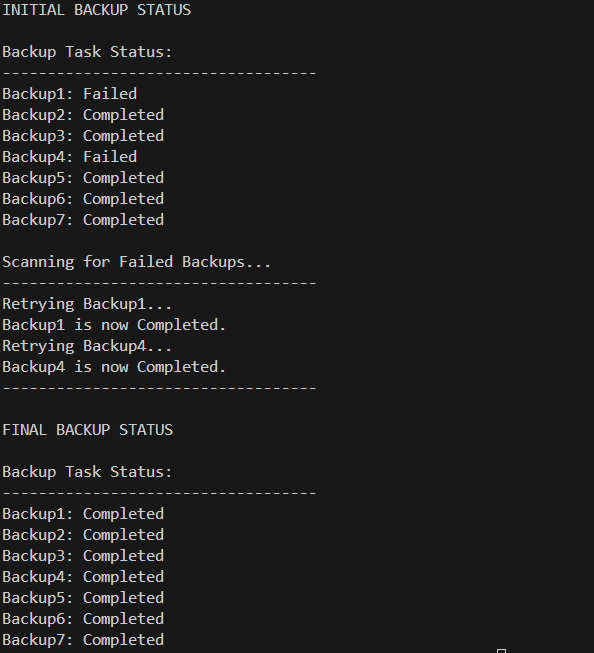 INITIAL BACKUP STATUS
Backup Task Status:
-----------------------------------
Backup1: Failed
Backup2: Completed
Backup3: Completed
Backup4: Failed
Backup5: Completed
Backup6: Completed
Backup7: Completed
Scanning for Failed Backups...
-----------------------------------
Retrying Backup1...
Backup1 is now Completed.
Retrying Backup4...
Backup4 is now Completed.
-----------------------------------
FINAL BACKUP STATUS
Backup Task Status:
-----------------------------------
Backup1: Completed
Backup2: Completed
Backup3: Completed
Backup4: Completed
Backup5: Completed
Backup6: Completed
Backup7: Completed